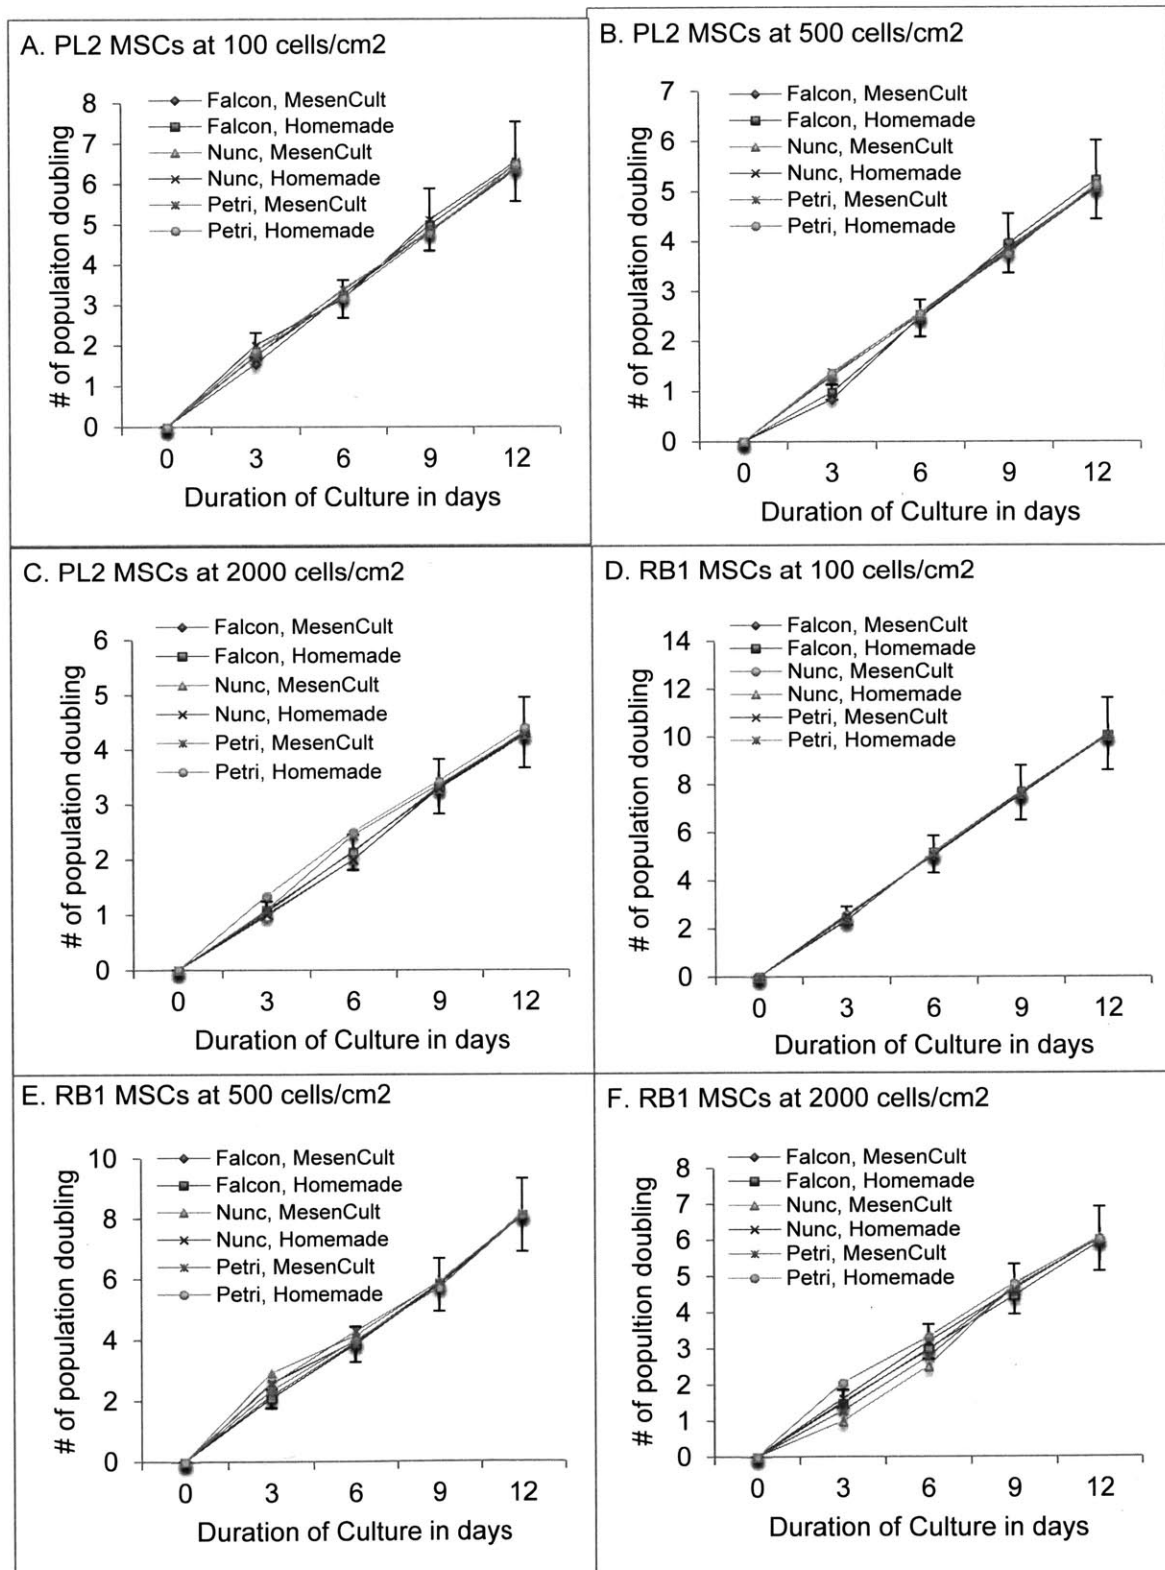 A. PL2 MSCs at 100 cells/cm2
Falcon, MesenCult
Falcon, Homemade
Nunc, MesenCult
Nunc, Homemade
Petri, MesenCult
Petri, Homemade
# of populaiton doubling
8
7
6
5
4
3
2
1
0
0 3 6 9 12
Duration of Culture in days
B. PL2 MSCs at 500 cells/cm2
Falcon, MesenCult
Falcon, Homemade
Nunc, MesenCult
Nunc, Homemade
Petri, MesenCult
Petri, Homemade
# of population doubling
7
6
5
4
3
2
1
0
0 3 6 9 12
Duration of Culture in days
C. PL2 MSCs at 2000 cells/cm2
Falcon, MesenCult
Falcon, Homemade
Nunc, MesenCult
Nunc, Homemade
Petri, MesenCult
Petri, Homemade
# of population doubling
6
5
4
3
2
1
0
0 3 6 9 12
Duration of Culture in days
D. RB1 MSCs at 100 cells/cm2
Falcon, MesenCult
Falcon, Homemade
Nunc, MesenCult
Nunc, Homemade
Petri, MesenCult
Petri, Homemade
# of population doubling
14
12
10
8
6
4
2
0
0 3 6 9 12
Duration of Culture in days
E. RB1 MSCs at 500 cells/cm2
Falcon, MesenCult
Falcon, Homemade
Nunc, MesenCult
Nunc, Homemade
Petri, MesenCult
Petri, Homemade
# of population doubling
10
8
6
4
2
0
0 3 6 9 12
Duration of Culture in days
F. RB1 MSCs at 2000 cells/cm2
Falcon, MesenCult
Falcon, Homemade
Nunc, MesenCult
Nunc, Homemade
Petri, MesenCult
Petri, Homemade
# of popultion doubling
8
7
6
5
4
3
2
1
0
0 3 6 9 12
Duration of Culture in days